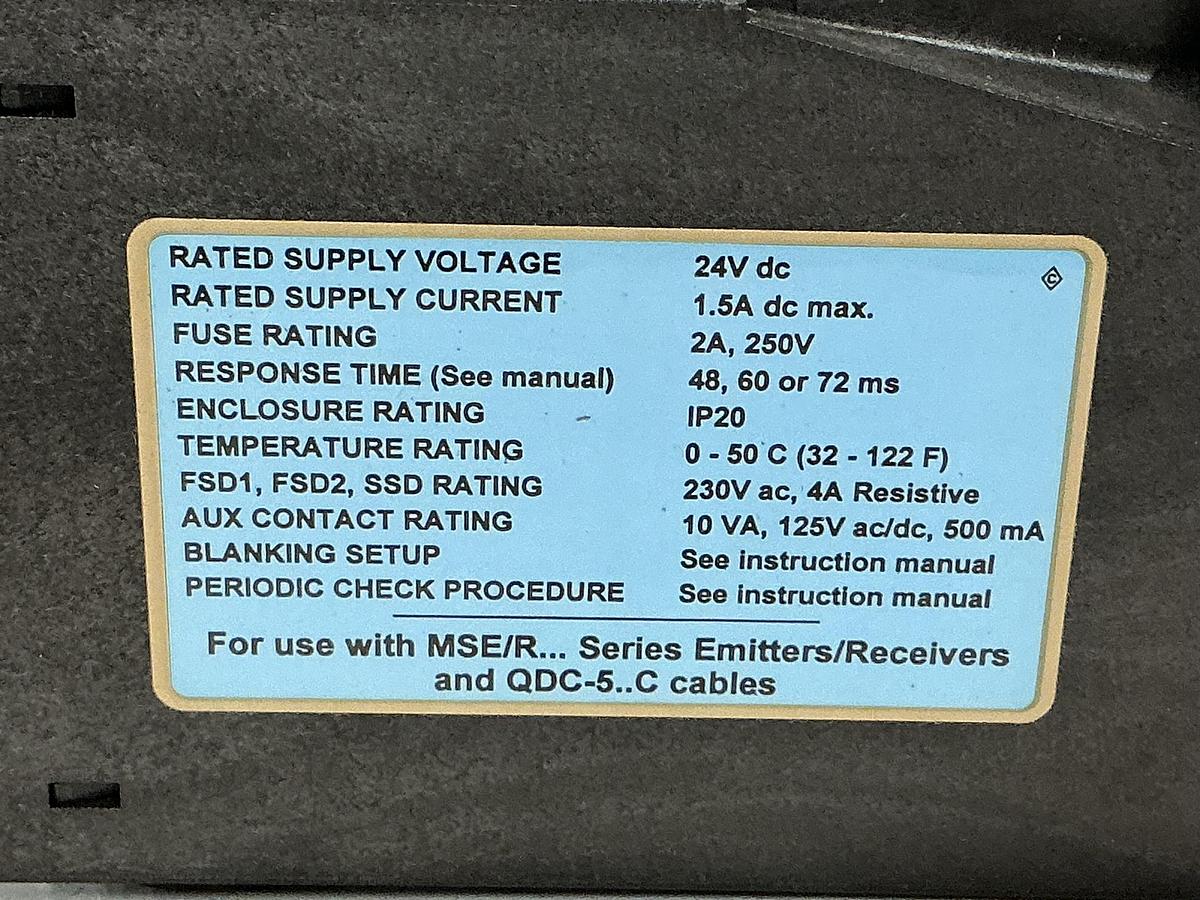 RATED SUPPLY VOLTAGE 24V dc
RATED SUPPLY CURRENT 1.5A dc max.
FUSE RATING 2A, 250V
RESPONSE TIME (See manual) 48, 60 or 72 ms
ENCLOSURE RATING IP20
TEMPERATURE RATING 0 - 50 C (32 - 122 F)
FSD1, FSD2, SSD RATING 230V ac, 4A Resistive
AUX CONTACT RATING 10 VA, 125V ac/dc, 500 mA
BLANKING SETUP See instruction manual
PERIODIC CHECK PROCEDURE See instruction manual
For use with MSE/R... Series Emitters/Receivers
and QDC-5..C cables
C